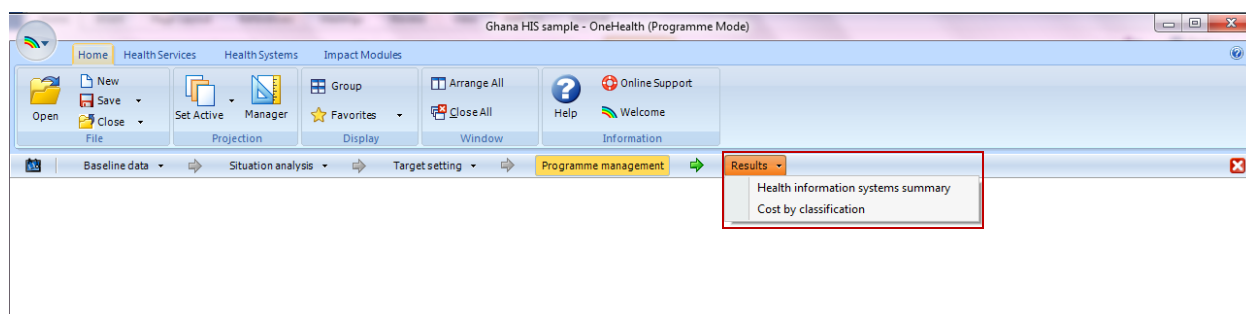 Ghana HIS sample - OneHealth (Programme Mode)
Home Health Services Health Systems Impact Modules
Open
New
Save
Close
File
Set Active
Manager
Projection
Group
Favorites
Display
Arrange All
Close All
Window
Help
Online Support
Welcome
Information
Baseline data Situation analysis Target setting Programme management Results
Health information systems summary
Cost by classification